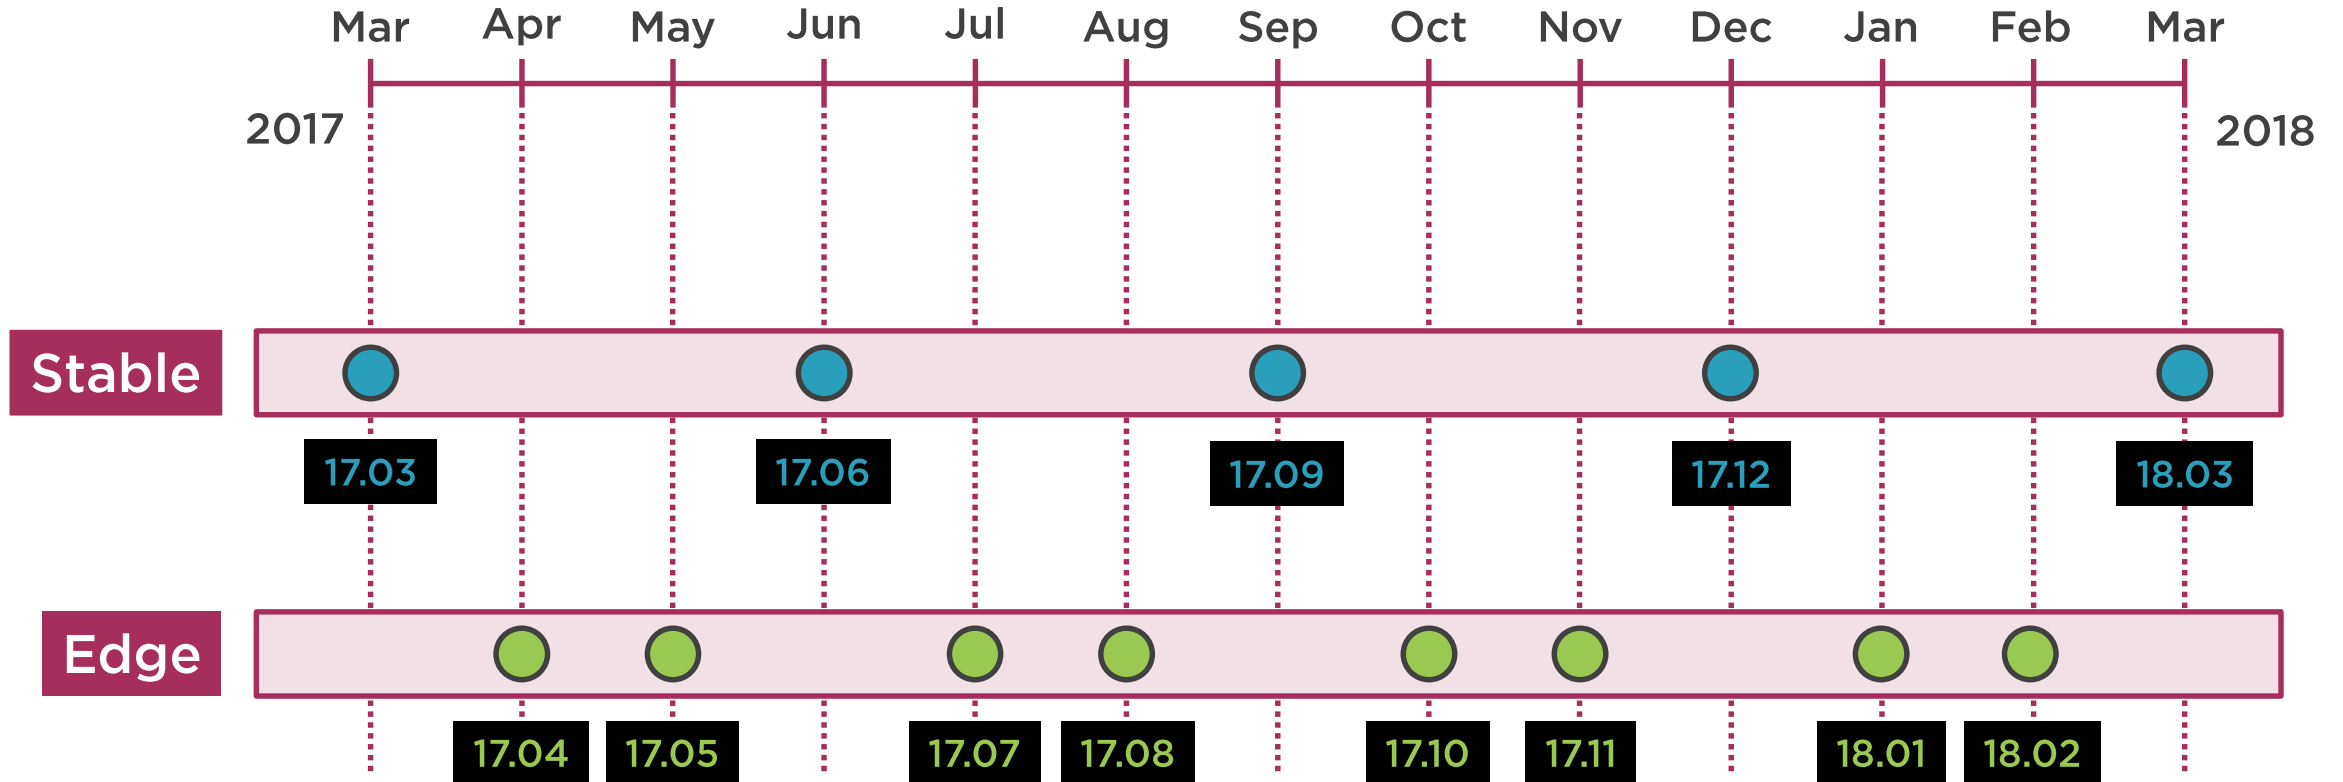 Mar Apr May Jun Jul Aug Sep Oct Nov Dec Jan Feb Mar
2017 2018
Stable
17.03 17.06 17.09 17.12 18.03
Edge
17.04 17.05 17.07 17.08 17.10 17.11 18.01 18.02